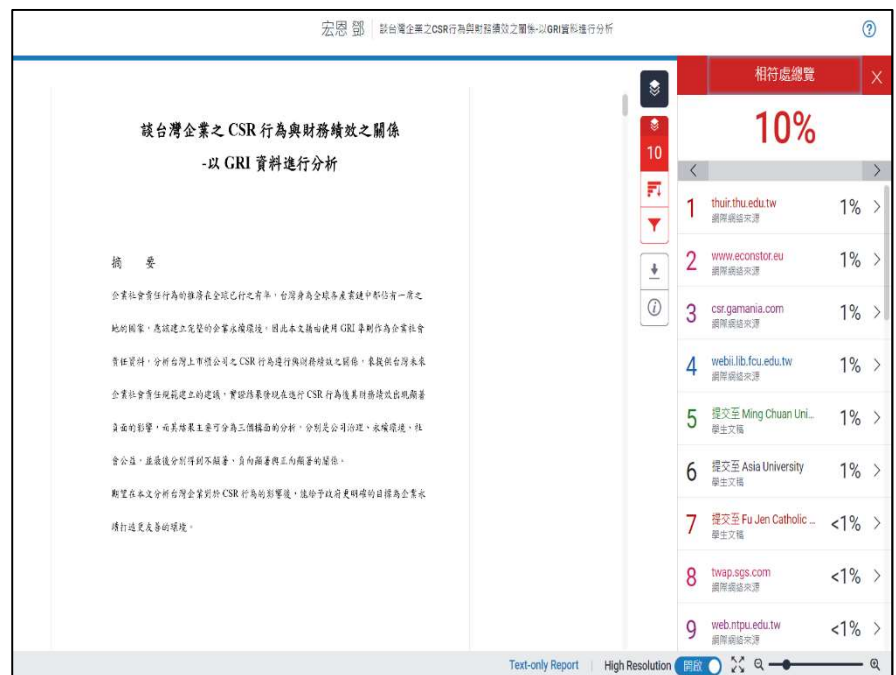 宏恩 鄧 談台灣企業之CSR行為與財務績效之關係-以GRI資料進行分析
談台灣企業之 CSR 行為與財務績效之關係
-以 GRI 資料進行分析
摘 要
企業社會責任行為的推廣在全球已行之有年，台灣身為全球各產業鏈中都佔有一席之
地的國家，應該建立完整的企業永續環境，因此本文藉由使用 GRI 準則作為企業社會
責任資料，分析台灣上市櫃公司之 CSR 行為進行與財務績效之關係，來提供台灣未來
企業社會責任規範建立的建議，實證結果發現在進行 CSR 行為後其財務績效出現顯著
負面的影響，而其結果主要可分為三個構面的分析，分別是公司治理、永續環境、社
會公益，並最後分別得到不顯著、負向顯著與正向顯著的關係。
期望在本文分析台灣企業對於 CSR 行為的影響後，能給予政府更明確的目標為企業永
續打造更友善的環境。
10
相符處總覽
10%
1 thuir.thu.edu.tw 1%
網際網絡來源
2 www.econstor.eu 1%
網際網絡來源
3 csr.gamania.com 1%
網際網絡來源
4 webii.lib.fcu.edu.tw 1%
網際網絡來源
5 提交至 Ming Chuan Uni... 1%
學生文稿
6 提交至 Asia University 1%
學生文稿
7 提交至 Fu Jen Catholic ... <1%
學生文稿
8 twap.sgs.com <1%
網際網絡來源
9 web.ntpu.edu.tw <1%
網際網絡來源
Text-only Report High Resolution 開啟